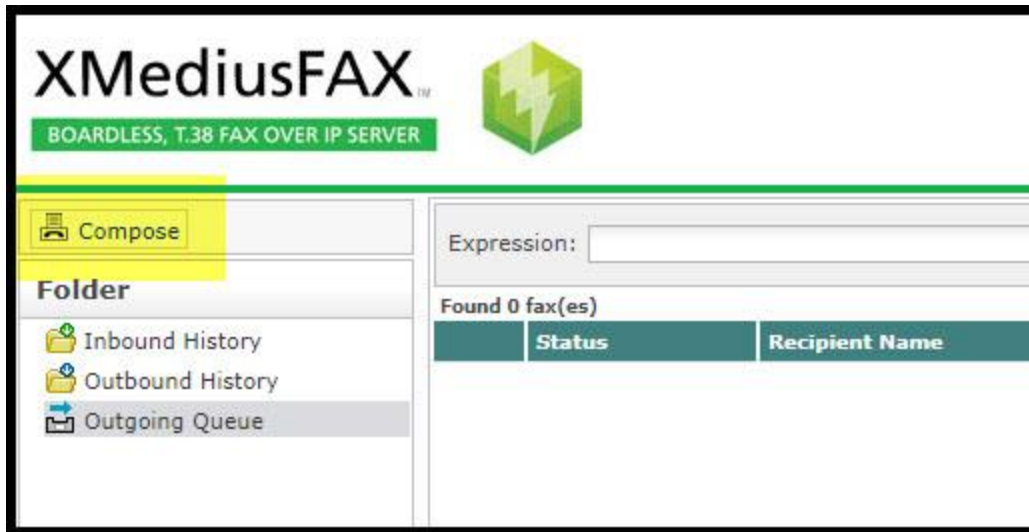 XMediusFAX™
BOARDLESS, T.38 FAX OVER IP SERVER
Compose
Expression:
Folder
Found 0 fax(es)
Status Recipient Name
Inbound History
Outbound History
Outgoing Queue